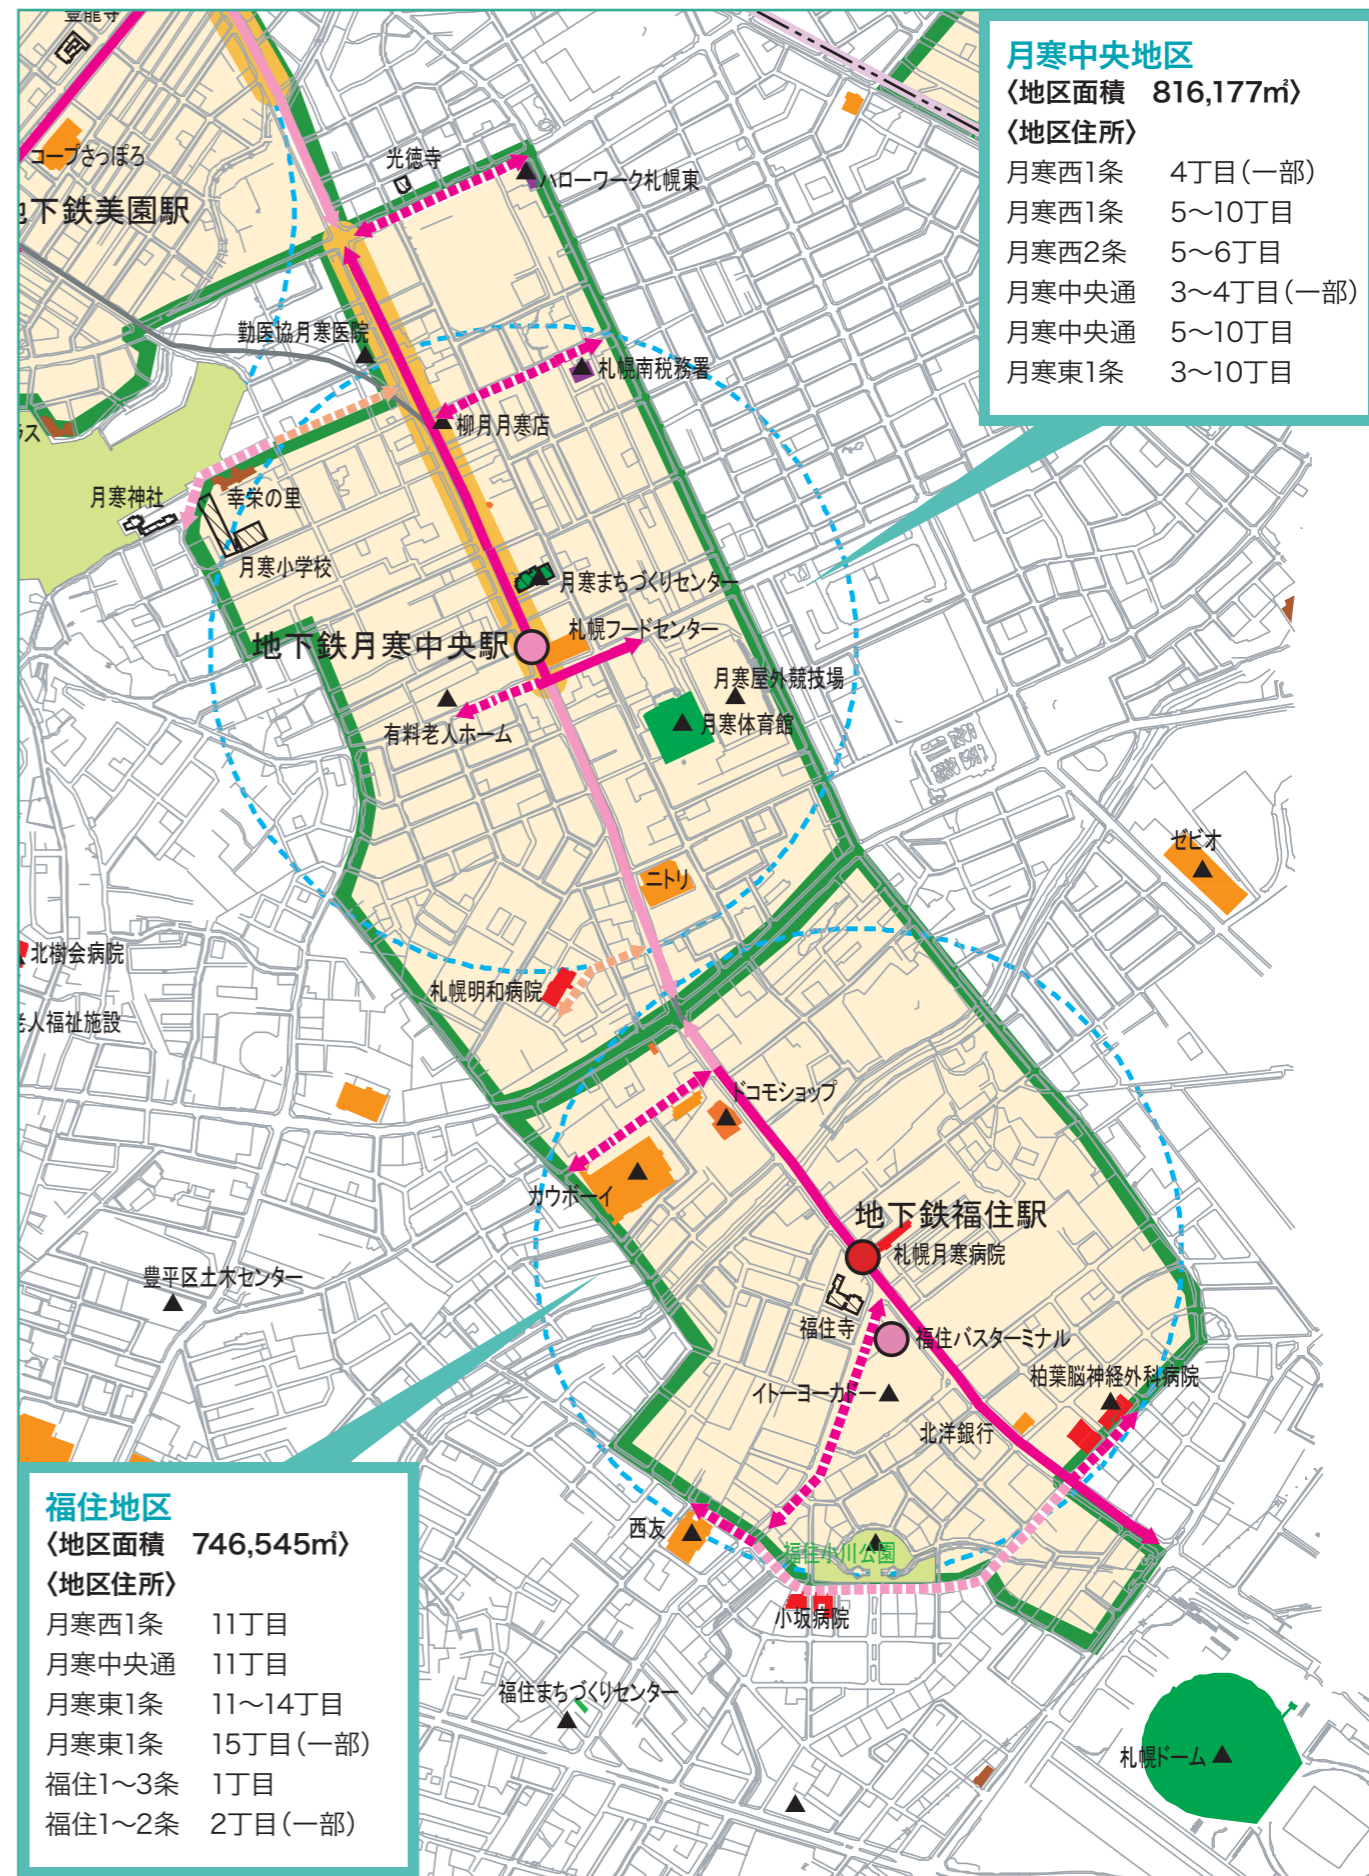 豊龍寺
コープさっぽろ
地下鉄美園駅
光徳寺
ハローワーク札幌東
月寒中央地区
〈地区面積　816,177㎡〉
〈地区住所〉
月寒西1条　4丁目(一部)
月寒西1条　5〜10丁目
月寒西2条　5〜6丁目
月寒中央通　3〜4丁目(一部)
月寒中央通　5〜10丁目
月寒東1条　3〜10丁目
勤医協月寒医院
札幌南税務署
柳月月寒店
ラス
月寒神社
幸栄の里
月寒小学校
月寒まちづくりセンター
札幌フードセンター
地下鉄月寒中央駅
月寒屋外競技場
月寒体育館
有料老人ホーム
ゼビオ
ニトリ
北樹会病院
札幌明和病院
老人福祉施設
ドコモショップ
カウボーイ
地下鉄福住駅
札幌月寒病院
豊平区土木センター
福住寺
福住バスターミナル
柏葉脳神経外科病院
イトーヨーカドー
北洋銀行
西友
福住小川公園
小坂病院
福住地区
〈地区面積　746,545㎡〉
〈地区住所〉
月寒西1条　11丁目
月寒中央通　11丁目
月寒東1条　11〜14丁目
月寒東1条　15丁目(一部)
福住1〜3条　1丁目
福住1〜2条　2丁目(一部)
福住まちづくりセンター
札幌ドーム